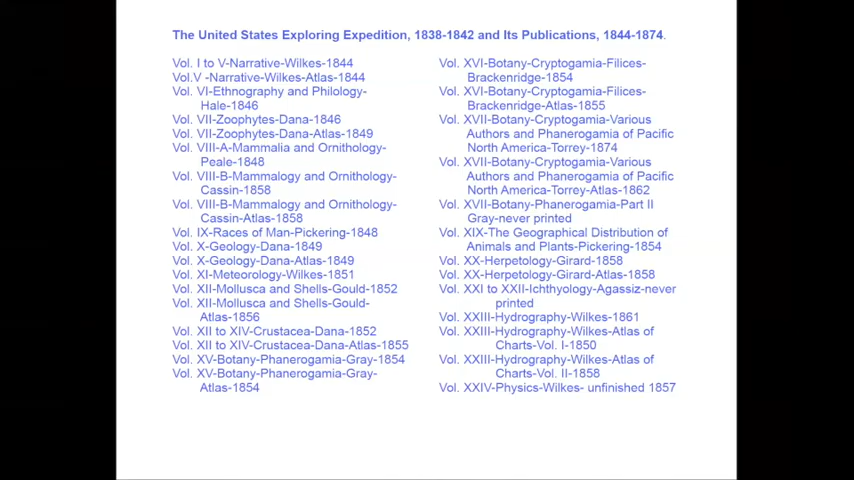 The United States Exploring Expedition, 1838-1842 and Its Publications, 1844-1874.
Vol. I to V-Narrative-Wilkes-1844
Vol.V -Narrative-Wilkes-Atlas-1844
Vol. VI-Ethnography and Philology-
Hale-1846
Vol. VII-Zoophytes-Dana-1846
Vol. VII-Zoophytes-Dana-Atlas-1849
Vol. VIII-A-Mammalia and Ornithology-
Peale-1848
Vol. VIII-B-Mammalogy and Ornithology-
Cassin-1858
Vol. VIII-B-Mammalogy and Ornithology-
Cassin-Atlas-1858
Vol. IX-Races of Man-Pickering-1848
Vol. X-Geology-Dana-1849
Vol. X-Geology-Dana-Atlas-1849
Vol. XI-Meteorology-Wilkes-1851
Vol. XII-Mollusca and Shells-Gould-1852
Vol. XII-Mollusca and Shells-Gould-
Atlas-1856
Vol. XII to XIV-Crustacea-Dana-1852
Vol. XII to XIV-Crustacea-Dana-Atlas-1855
Vol. XV-Botany-Phanerogamia-Gray-1854
Vol. XV-Botany-Phanerogamia-Gray-
Atlas-1854
Vol. XVI-Botany-Cryptogamia-Filices-
Brackenridge-1854
Vol. XVI-Botany-Cryptogamia-Filices-
Brackenridge-Atlas-1855
Vol. XVII-Botany-Cryptogamia-Various
Authors and Phanerogamia of Pacific
North America-Torrey-1874
Vol. XVII-Botany-Cryptogamia-Various
Authors and Phanerogamia of Pacific
North America-Torrey-Atlas-1862
Vol. XVII-Botany-Phanerogamia-Part II
Gray-never printed
Vol. XIX-The Geographical Distribution of
Animals and Plants-Pickering-1854
Vol. XX-Herpetology-Girard-1858
Vol. XX-Herpetology-Girard-Atlas-1858
Vol. XXI to XXII-Ichthyology-Agassiz-never
printed
Vol. XXIII-Hydrography-Wilkes-1861
Vol. XXIII-Hydrography-Wilkes-Atlas of
Charts-Vol. I-1850
Vol. XXIII-Hydrography-Wilkes-Atlas of
Charts-Vol. II-1858
Vol. XXIV-Physics-Wilkes- unfinished 1857